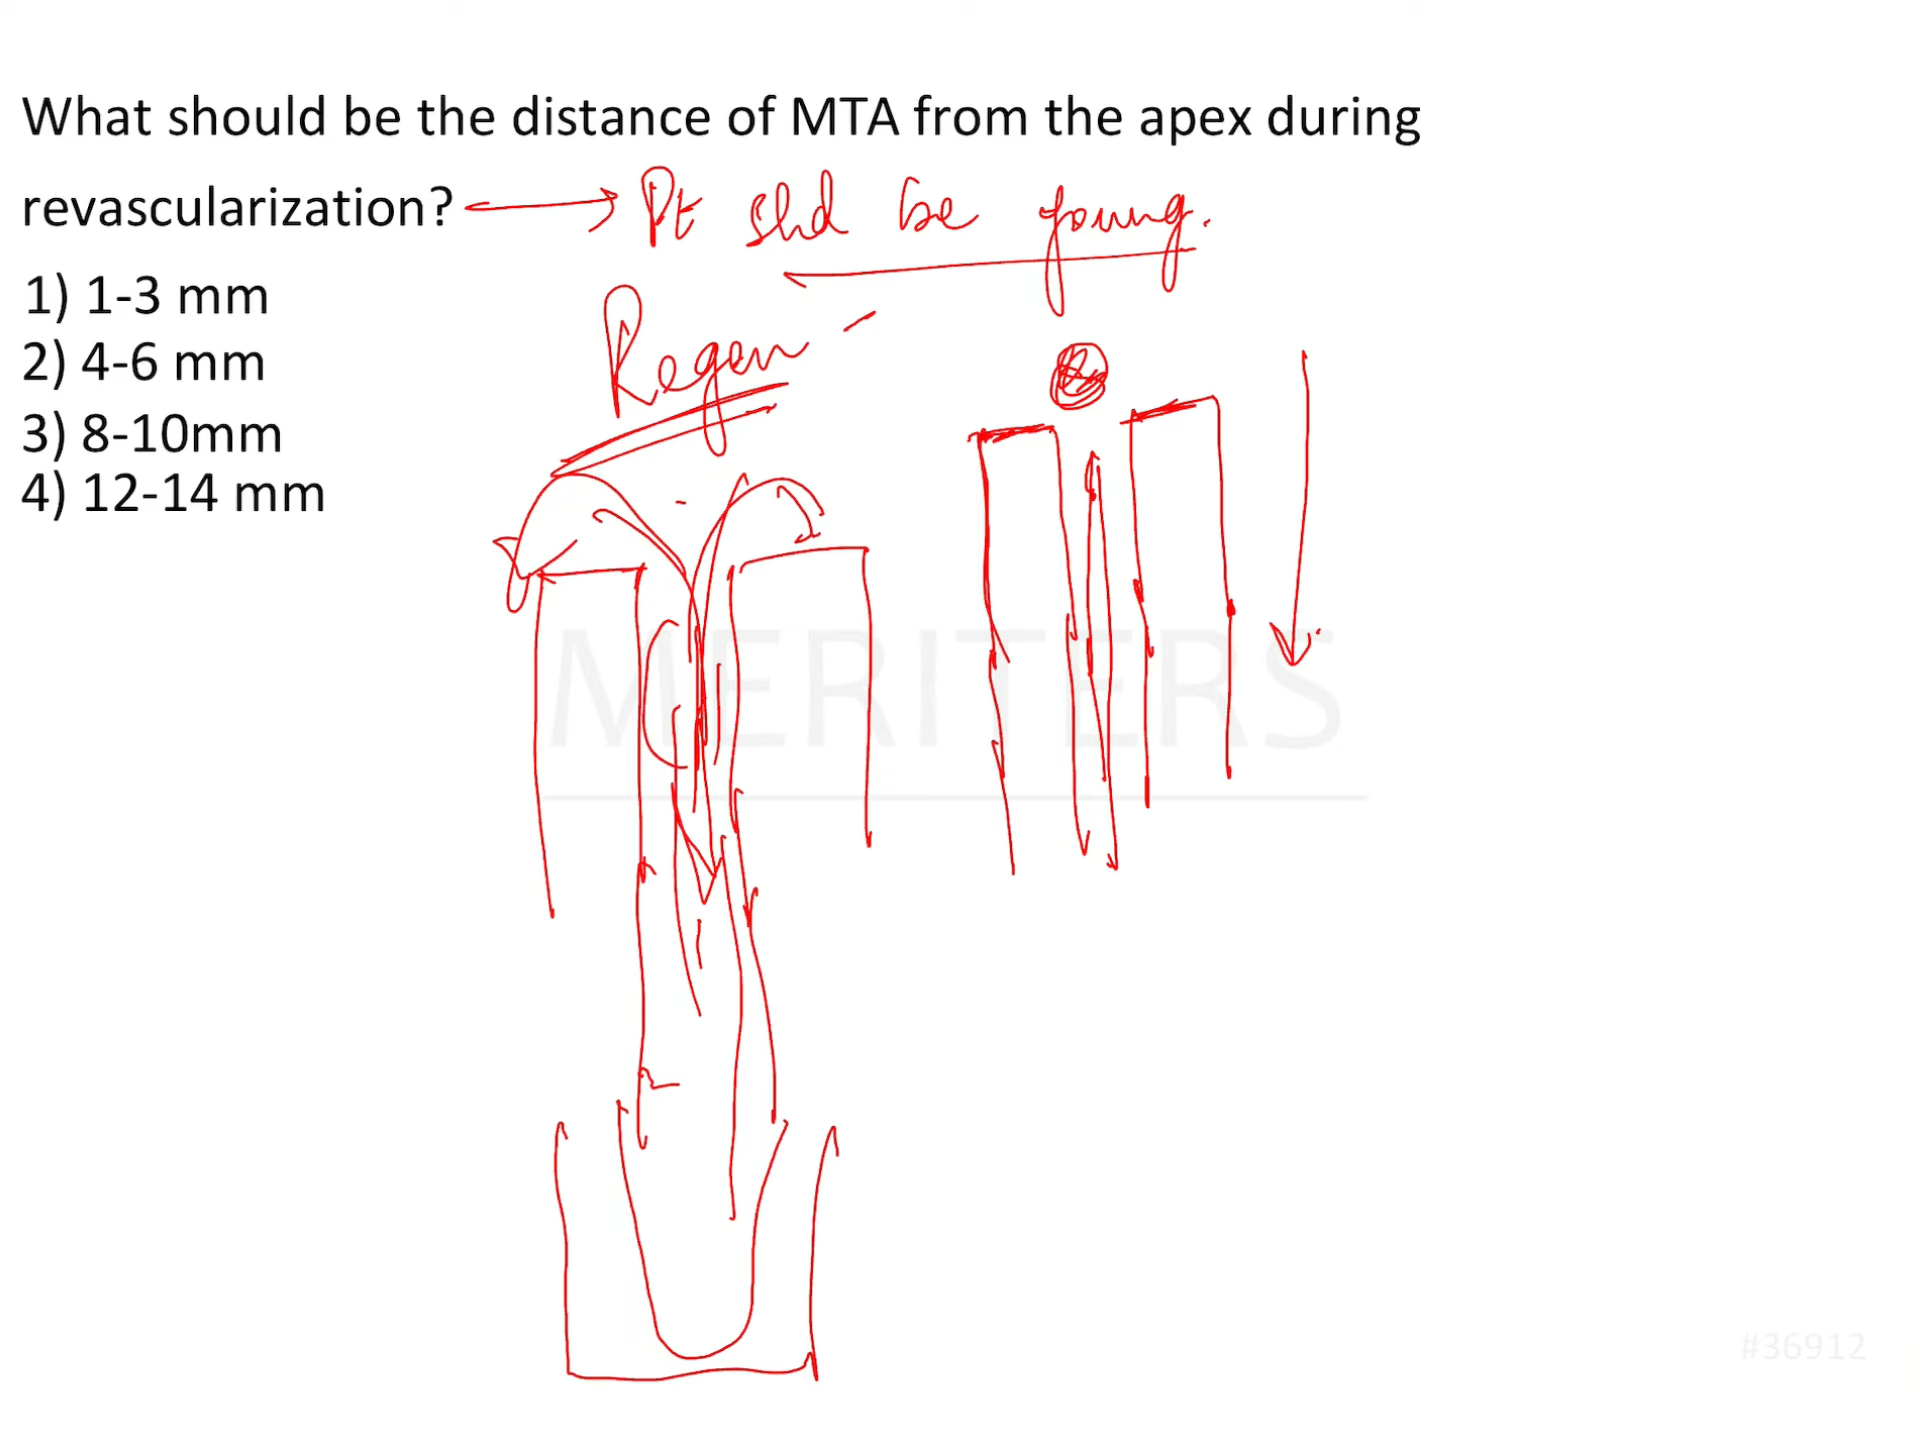 What should be the distance of MTA from the apex during
revascularization? Pt shd be young.
1) 1-3 mm
Regen
2) 4-6 mm
3) 8-10mm
4) 12-14 mm
MERITERS
#36912